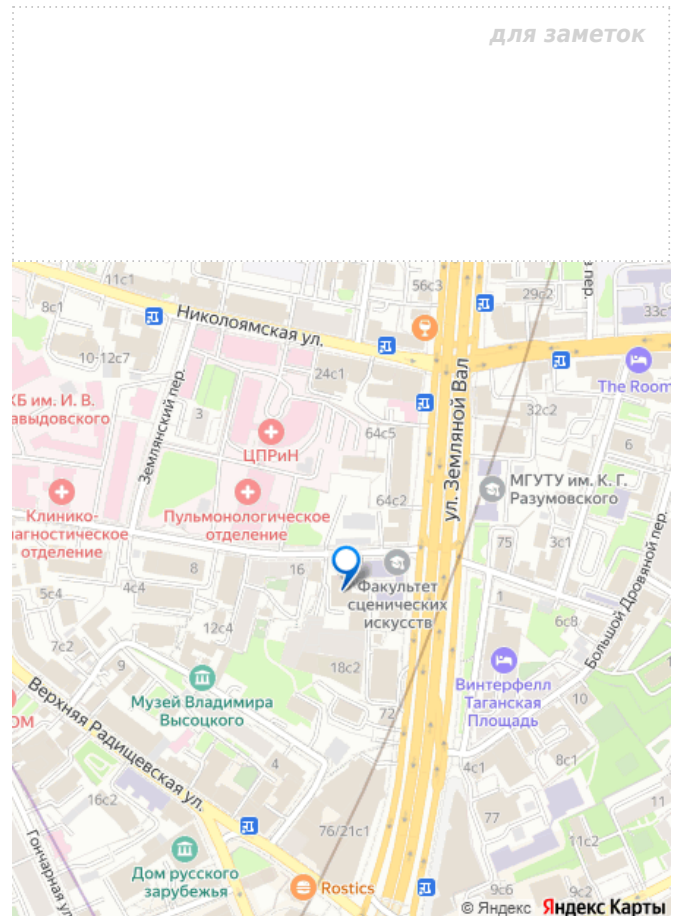 для заметок
56с3
29с2
в пер.
11с1
8с1
33с1
Николоямская ул.
10-12с7
24с1
ул. Земляной Вал
The Room
КБ им. И. В.
авыдовского
Землянский пер.
3
32с2
64с5
6
ЦПРиН
МГУТУ им. К. Г.
Разумовского
64с2
Клинико-
иагностическое
отделение
Пульмонологическое
отделение
75
3с1
8
16
Факультет
сценических
искусств
Большой Дровяной пер.
5с4
4с4
1
6с8
12с4
7с2
9
18с2
Винтерфелл
Таганская
Площадь
Музей Владимира
Высоцкого
10
ОМ
72
Верхняя Радищевская ул.
4
4с1
8с1
16с2
11
77
76/21с1
11с2
Гончарная ул
Дом русского
зарубежья
Rostics
9с6
9с2
© Яндекс Яндекс Карты